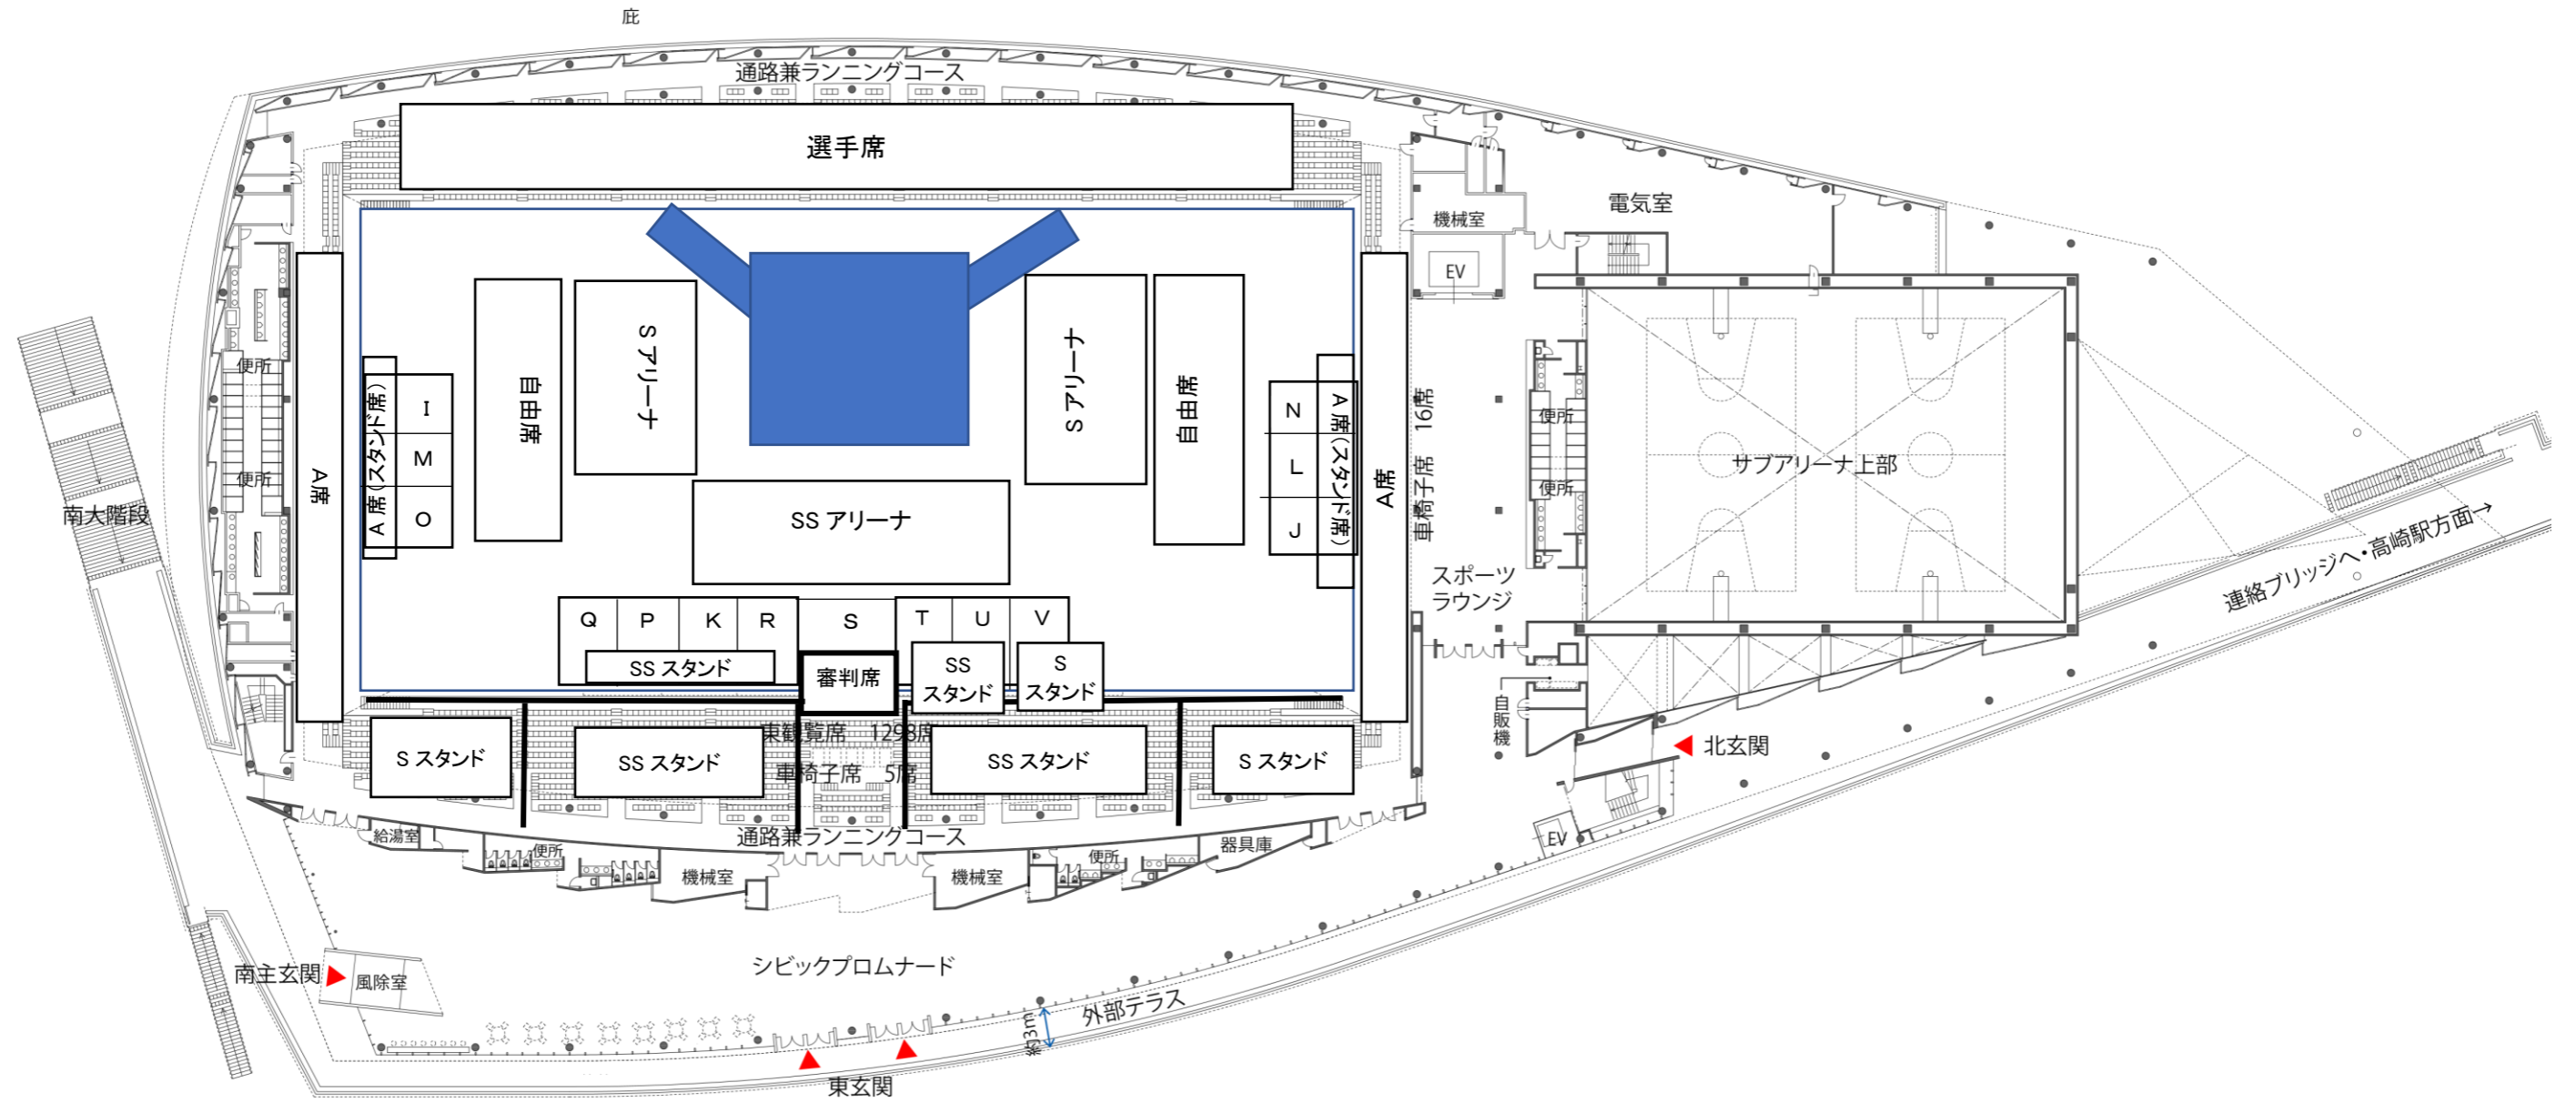 庇
通路兼ランニングコース
選手席
電気室
機械室
EV
S アリーナ
S アリーナ
自由席
自由席
便所
便所
A席
A 席(スタンド席)
I
M
O
N
L
J
A 席(スタンド席)
A席
車椅子席 16席
便所
便所
サブアリーナ上部
南大階段
SS アリーナ
連絡ブリッジへ・高崎駅方面→
スポーツ
ラウンジ
Q
P
K
R
S
T
U
V
SS スタンド
審判席
SS
スタンド
S
スタンド
自販機
北玄関
東観覧席 1298席
車椅子席 5席
S スタンド
SS スタンド
SS スタンド
S スタンド
通路兼ランニングコース
給湯室
便所
機械室
機械室
便所
器具庫
EV
シビックプロムナード
南主玄関
風除室
外部テラス
約3m
東玄関